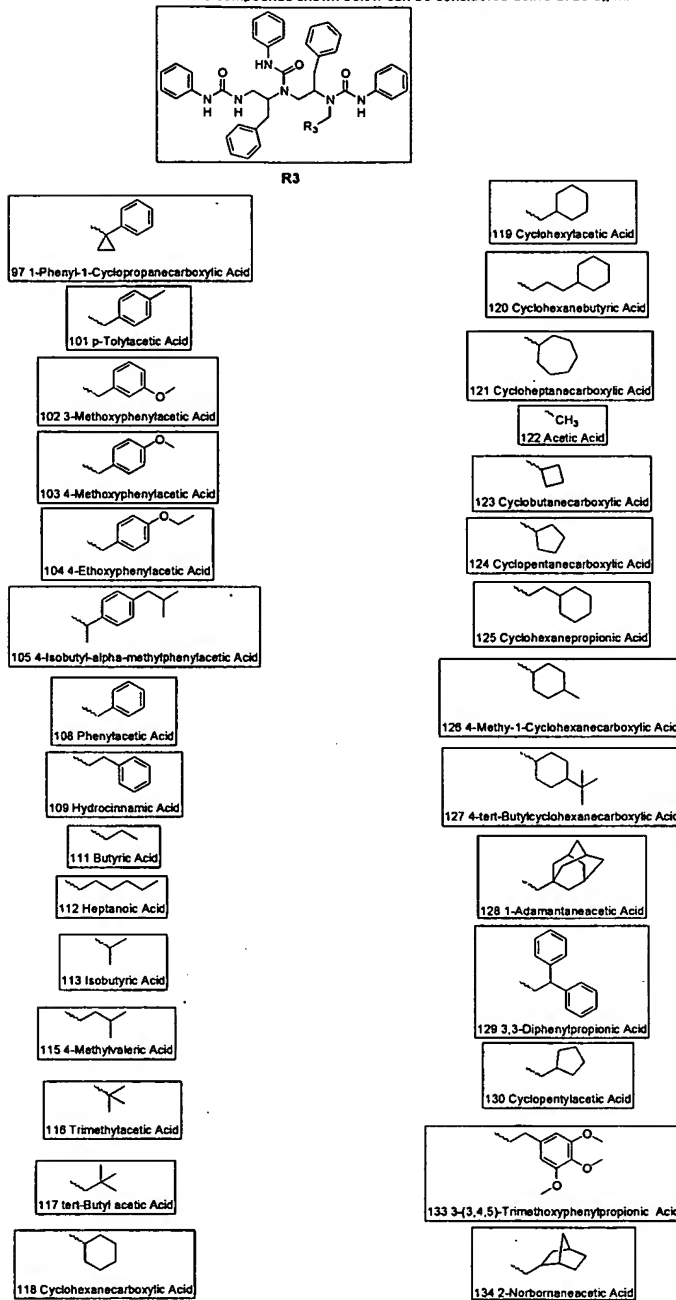 R3
97 1-Phenyl-1-Cyclopropanecarboxylic Acid
101 p-Tolylacetic Acid
102 3-Methoxyphenylacetic Acid
103 4-Methoxyphenylacetic Acid
104 4-Ethoxyphenylacetic Acid
105 4-Isobutyl-alpha-methylphenylacetic Acid
108 Phenylacetic Acid
109 Hydrocinnamic Acid
111 Butyric Acid
112 Heptanoic Acid
113 Isobutyric Acid
115 4-Methylvaleric Acid
116 Trimethylacetic Acid
117 tert-Butyl acetic Acid
118 Cyclohexanecarboxylic Acid
119 Cyclohexylacetic Acid
120 Cyclohexanebutyric Acid
121 Cycloheptanecarboxylic Acid
CH3
122 Acetic Acid
123 Cyclobutanecarboxylic Acid
124 Cyclopentanecarboxylic Acid
125 Cyclohexanepropionic Acid
126 4-Methy-1-Cyclohexanecarboxylic Acid
127 4-tert-Butylcyclohexanecarboxylic Acid
128 1-Adamantaneacetic Acid
129 3,3-Diphenylpropionic Acid
130 Cyclopentylacetic Acid
133 3-(3,4,5)-Trimethoxyphenylpropionic Acid
134 2-Norbornaneacetic Acid